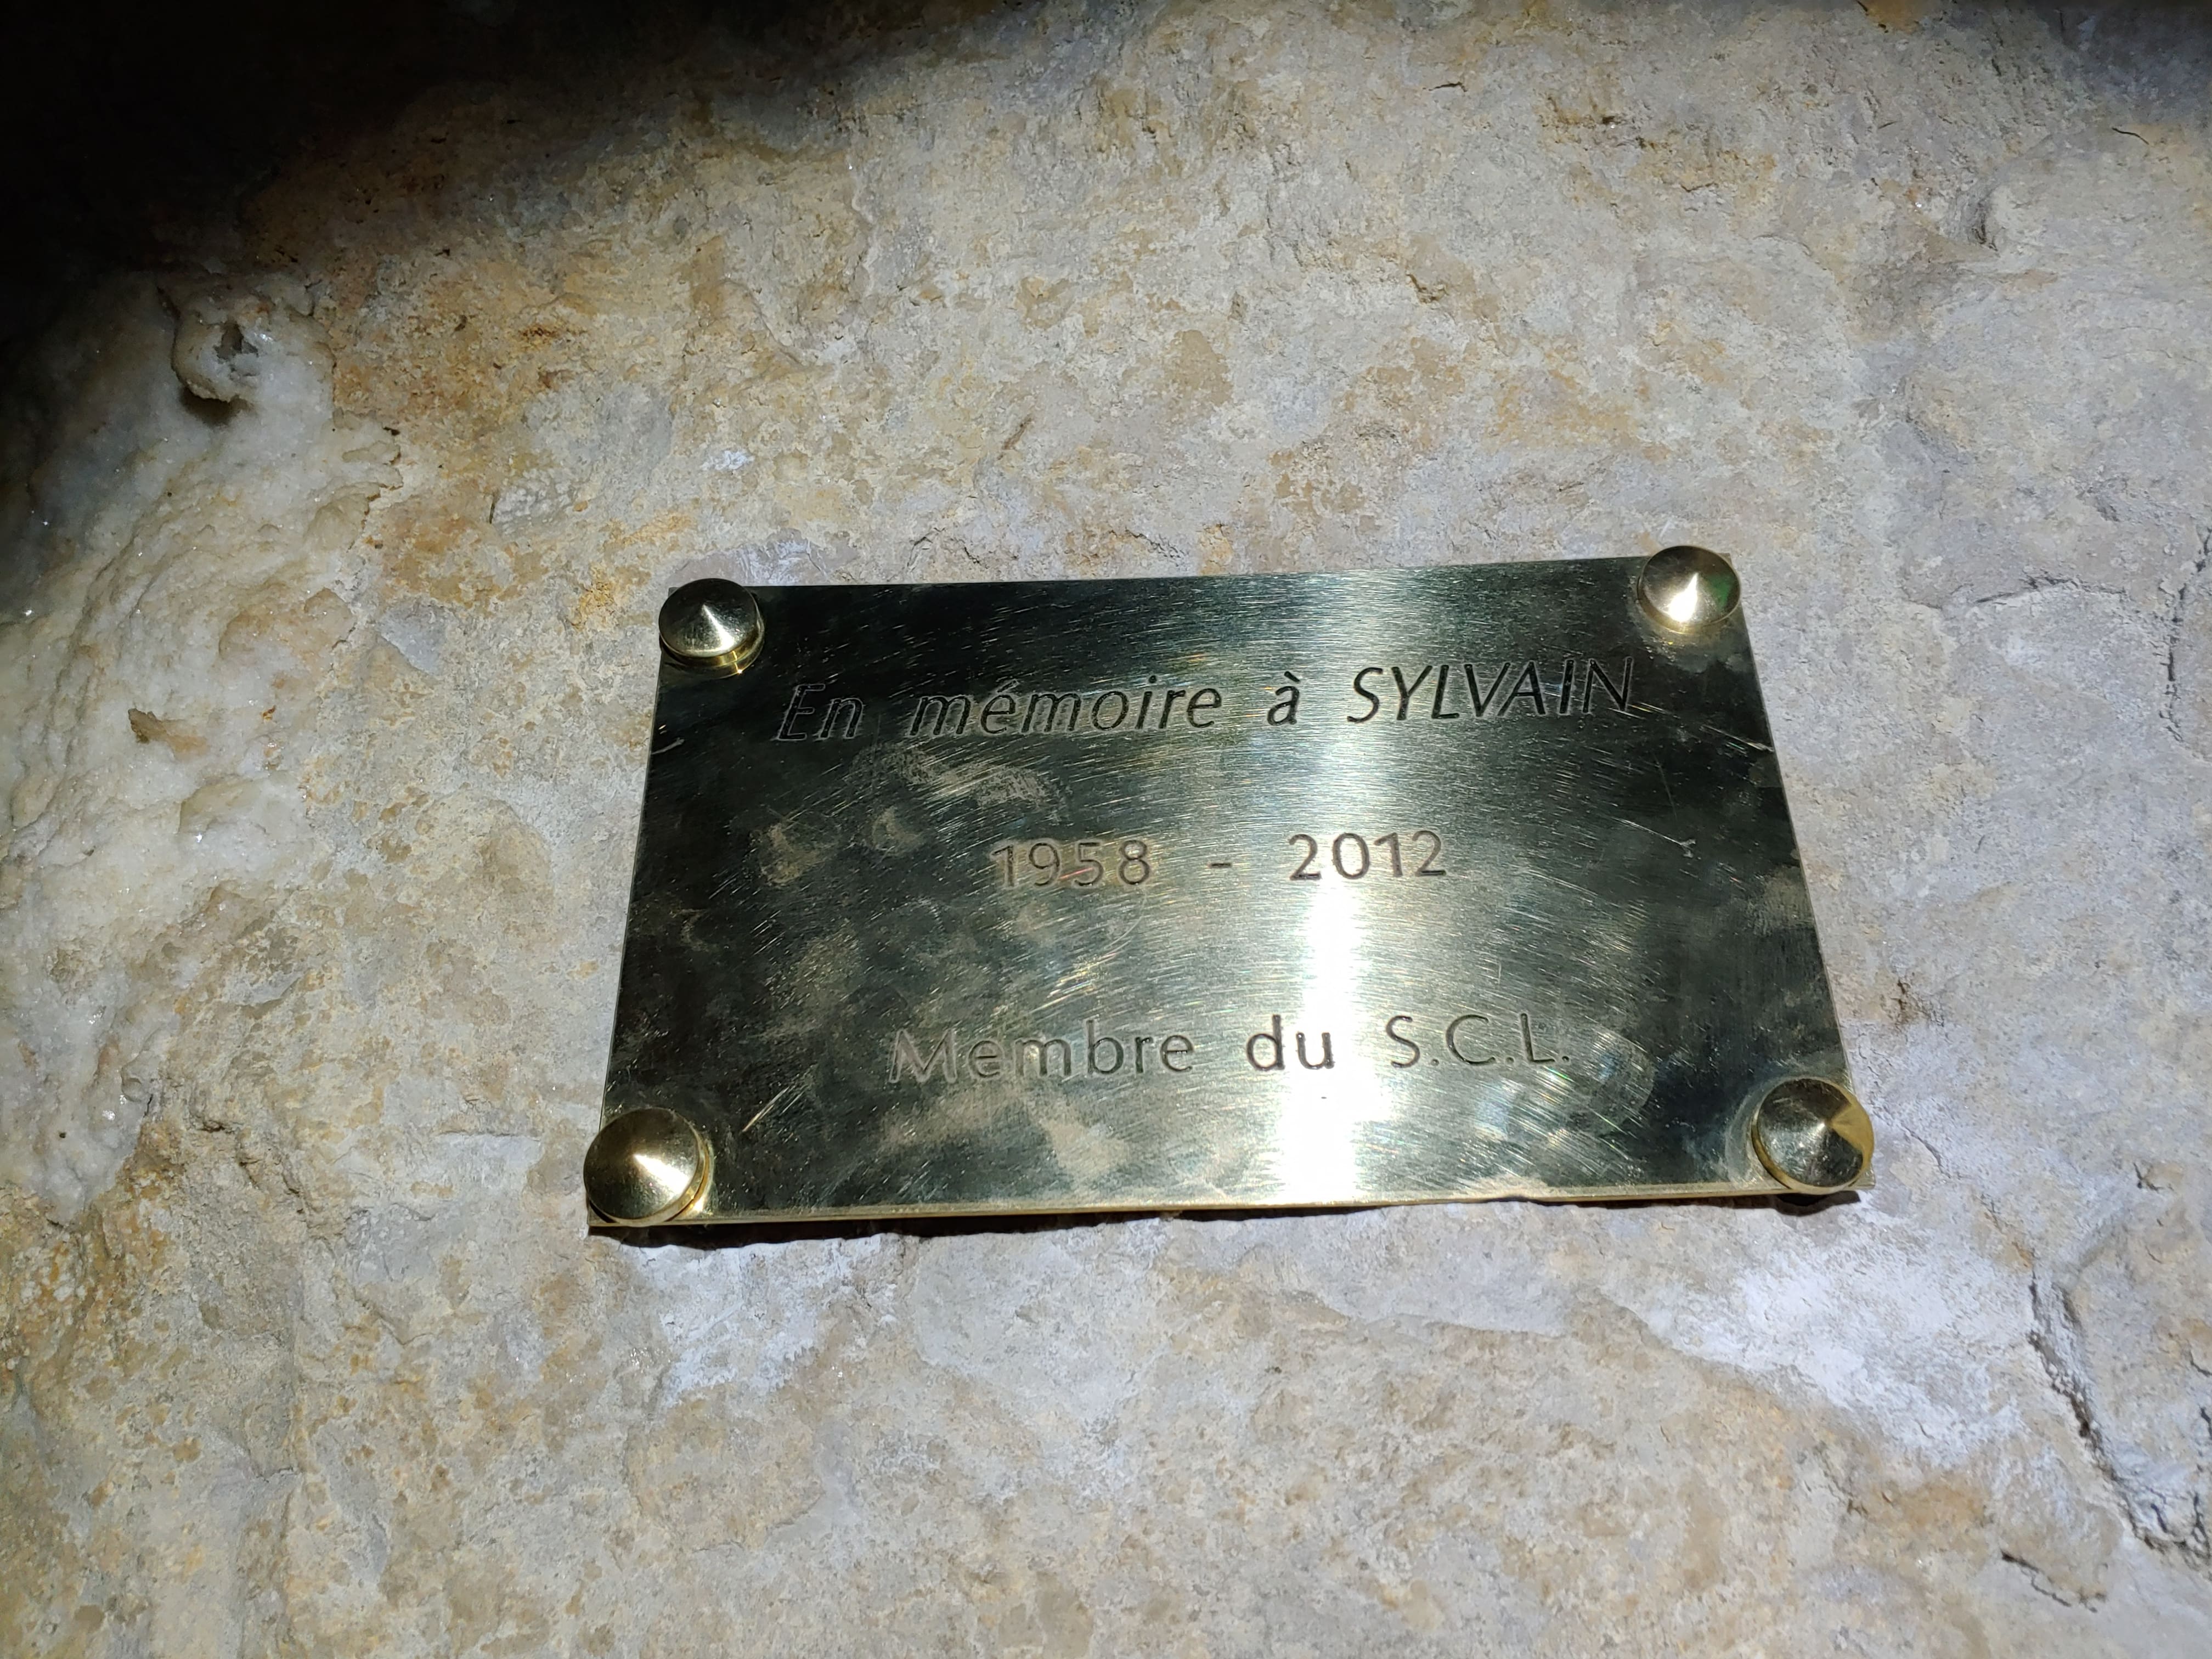 En mémoire à SYLVAIN
1958 - 2012
Membre du S.C.L.